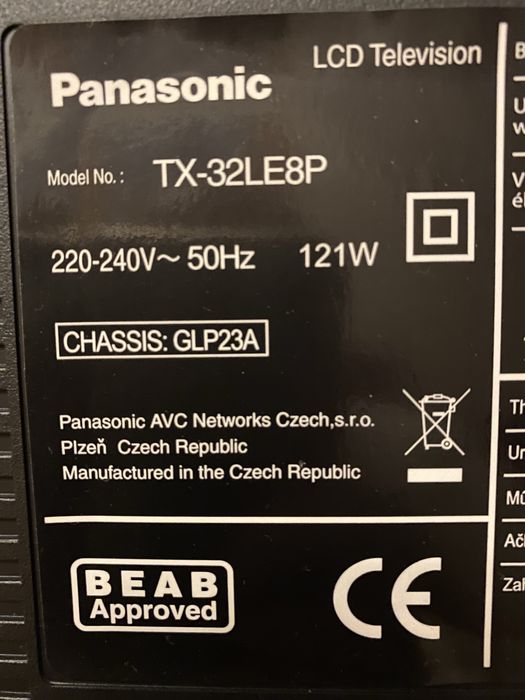 LCD Television
Panasonic
Model No.: TX-32LE8P
220-240V~ 50Hz 121W
CHASSIS: GLP23A
Panasonic AVC Networks Czech,s.r.o.
Plzeň Czech Republic
Manufactured in the Czech Republic
BEAB
Approved
CE